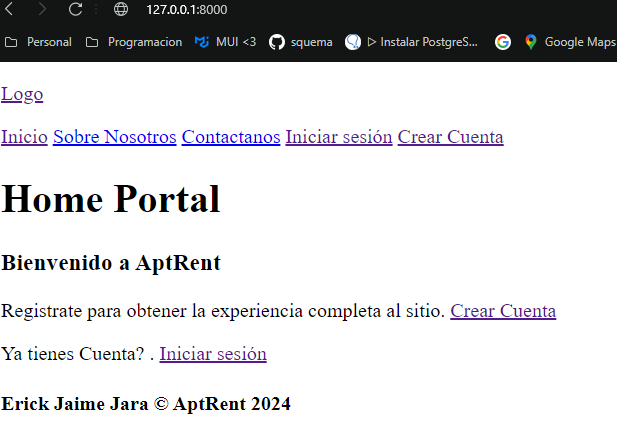 127.0.0.1:8000
Personal Programacion MUI <3 squema ▷ Instalar PostgreS... Google Maps
Logo
Inicio Sobre Nosotros Contactanos Iniciar sesión Crear Cuenta
Home Portal
Bienvenido a AptRent
Registrate para obtener la experiencia completa al sitio. Crear Cuenta
Ya tienes Cuenta? . Iniciar sesión
Erick Jaime Jara © AptRent 2024